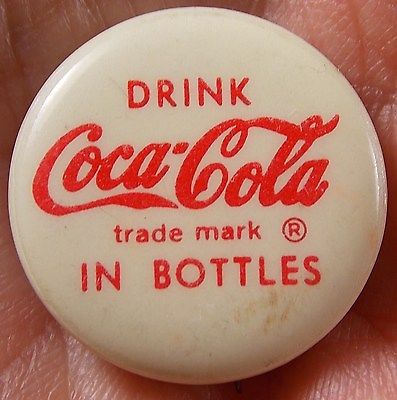 DRINK
Coca-Cola
trade mark ®
IN BOTTLES